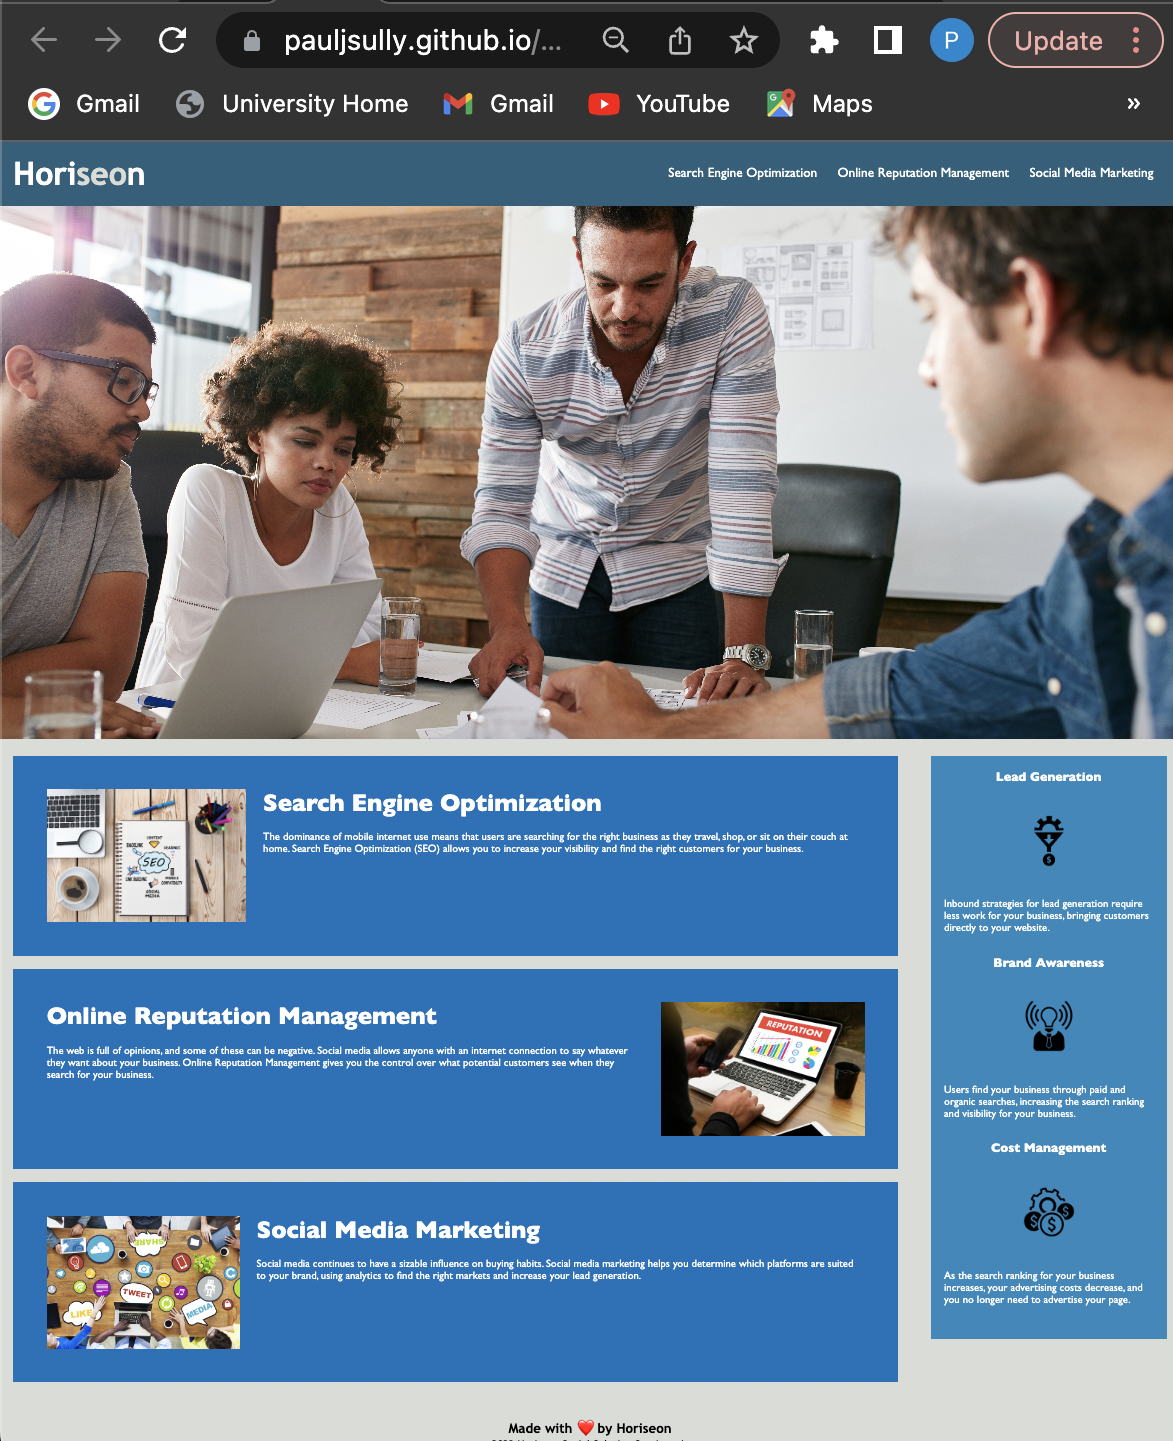 pauljsully.github.io/...
P
Update
Gmail
University Home
Gmail
YouTube
Maps
»
Horiseon
Search Engine Optimization
Online Reputation Management
Social Media Marketing
Search Engine Optimization
The dominance of mobile internet use means that users are searching for the right business as they travel, shop, or sit on their couch at
home. Search Engine Optimization (SEO) allows you to increase your visibility and find the right customers for your business.
SEO
CONTENT
BACKLINK
LINK BUILDING
SOCIAL
MEDIA
Online Reputation Management
The web is full of opinions, and some of these can be negative. Social media allows anyone with an internet connection to say whatever
they want about your business. Online Reputation Management gives you the control over what potential customers see when they
search for your business.
REPUTATION
Social Media Marketing
Social media continues to have a sizable influence on buying habits. Social media marketing helps you determine which platforms are suited
to your brand, using analytics to find the right markets and increase your lead generation.
SHARE
TWEET
LIKE
MEDIA
Lead Generation
Inbound strategies for lead generation require
less work for your business, bringing customers
directly to your website.
Brand Awareness
Users find your business through paid and
organic searches, increasing the search ranking
and visibility for your business.
Cost Management
As the search ranking for your business
increases, your advertising costs decrease, and
you no longer need to advertise your page.
Made with ❤️ by Horiseon